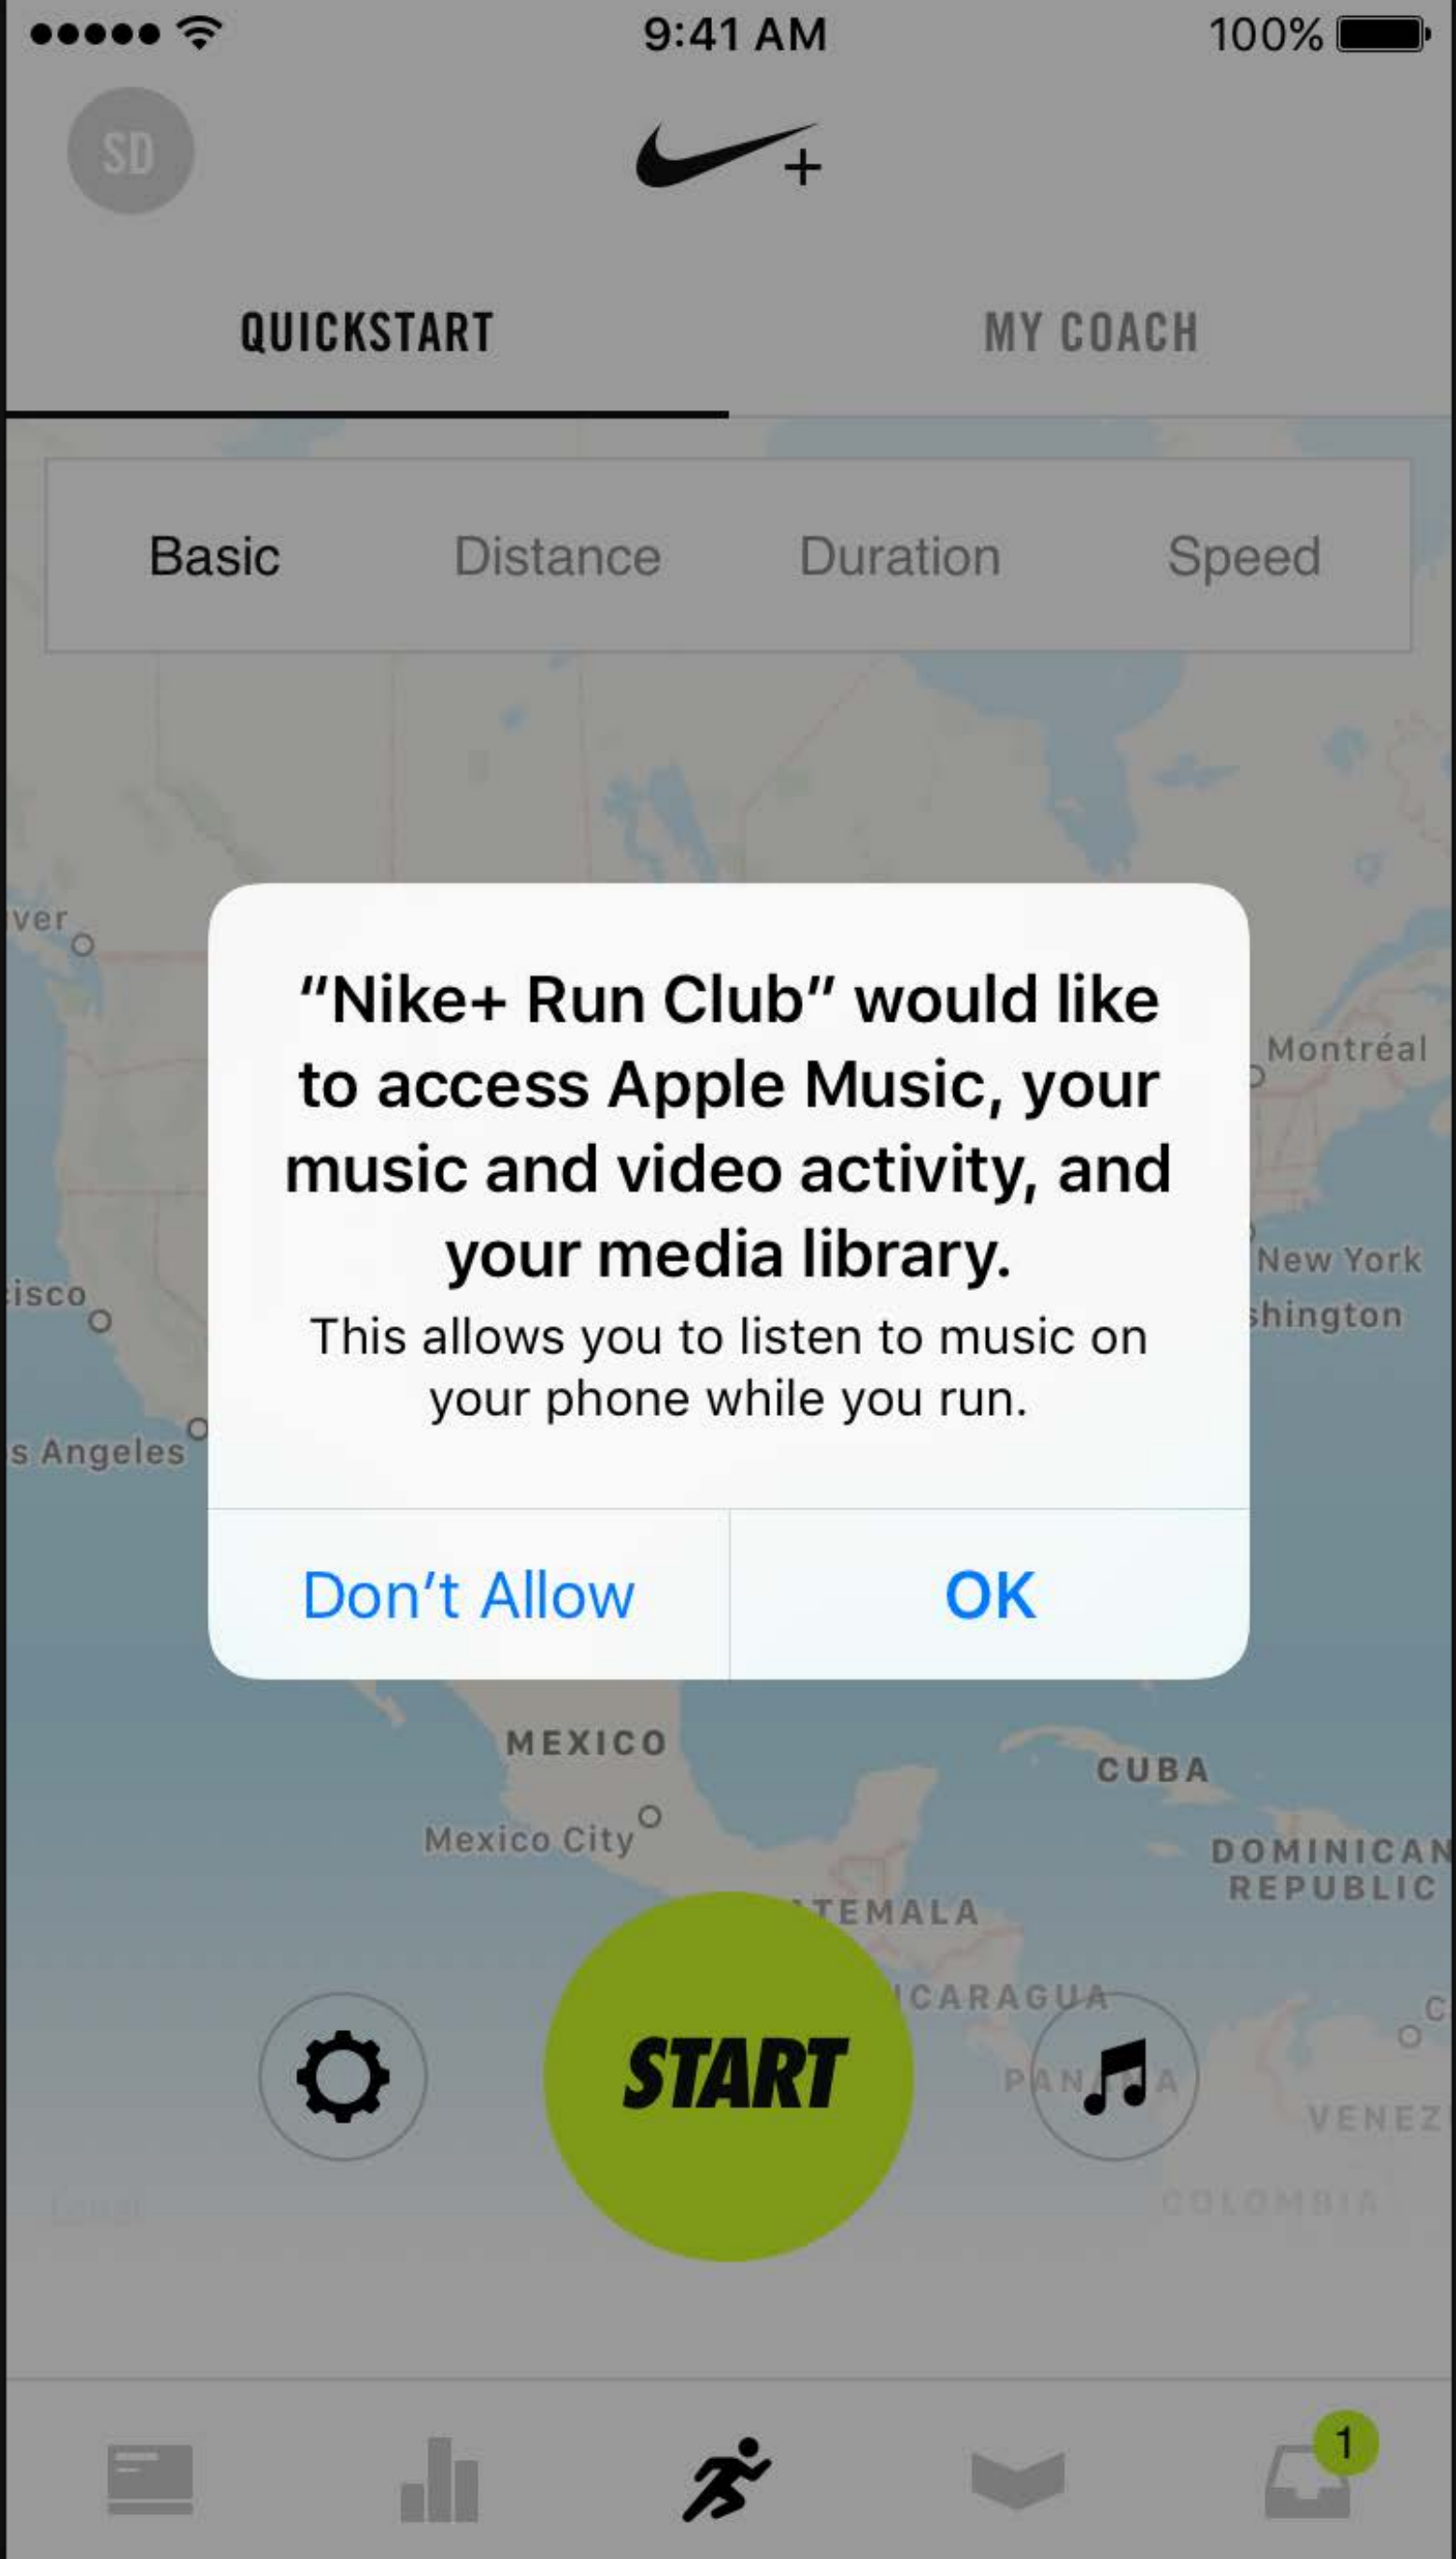 9:41 AM
100%
SD
+
QUICKSTART
MY COACH
Basic
Distance
Duration
Speed
Montréal
“Nike+ Run Club” would like
to access Apple Music, your
music and video activity, and
your media library.
This allows you to listen to music on
your phone while you run.
New York
Don’t Allow
OK
MEXICO
CUBA
Mexico City
DOMINICAN
REPUBLIC
START
COLOMBIA
1